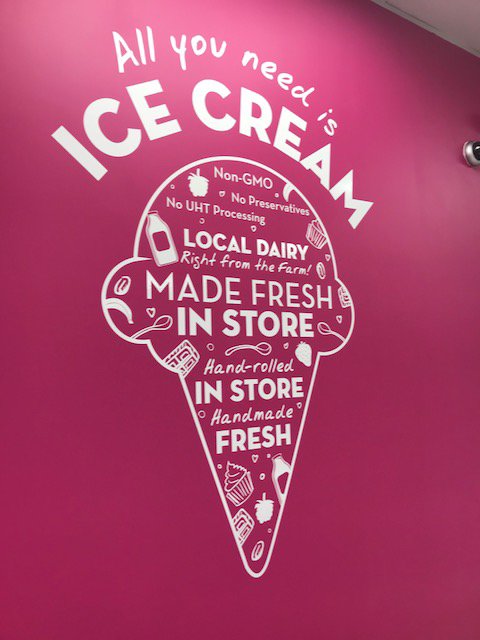 All you need is
ICE CREAM
Non-GMO
No Preservatives
No UHT Processing
LOCAL DAIRY
Right from the Farm!
MADE FRESH
IN STORE
Hand-rolled
IN STORE
Handmade
FRESH